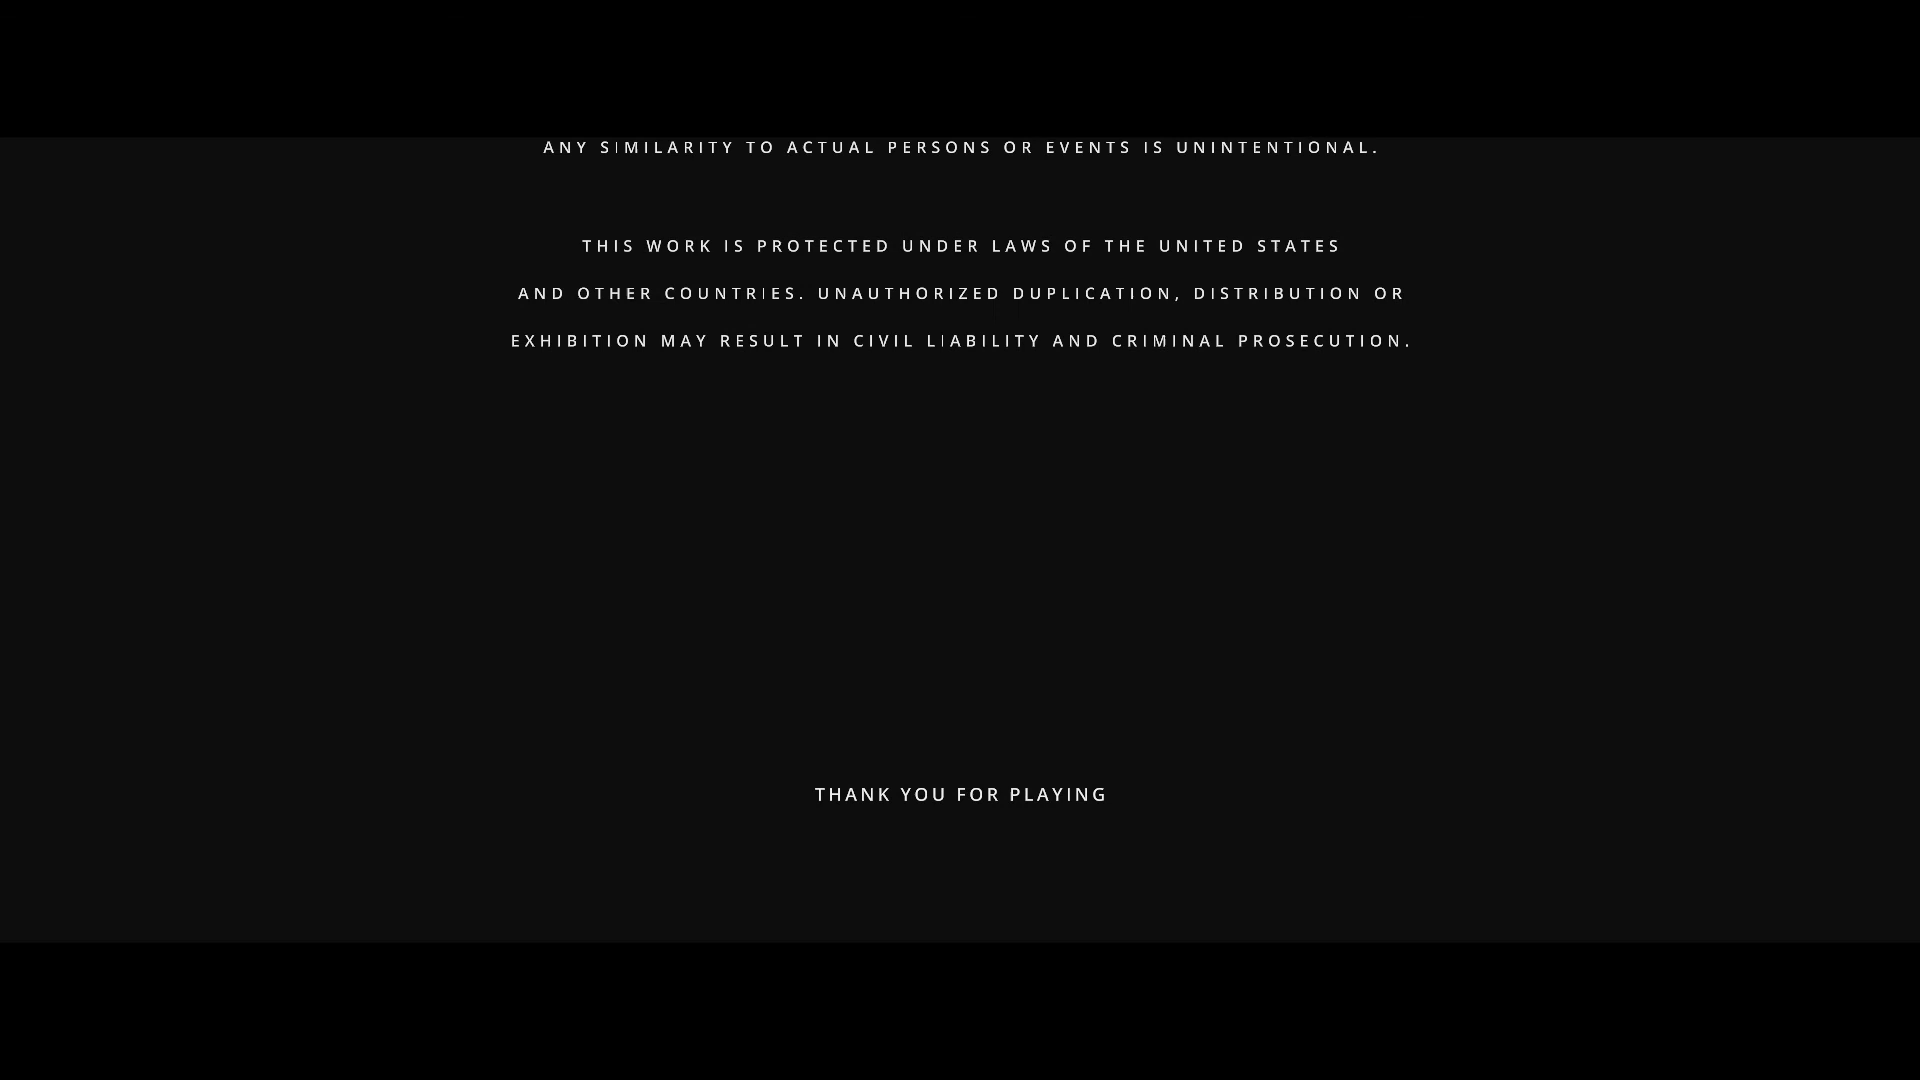 ANY SIMILARITY TO ACTUAL PERSONS OR EVENTS IS UNINTENTIONAL.
THIS WORK IS PROTECTED UNDER LAWS OF THE UNITED STATES
AND OTHER COUNTRIES. UNAUTHORIZED DUPLICATION, DISTRIBUTION OR
EXHIBITION MAY RESULT IN CIVIL LIABILITY AND CRIMINAL PROSECUTION.
THANK YOU FOR PLAYING